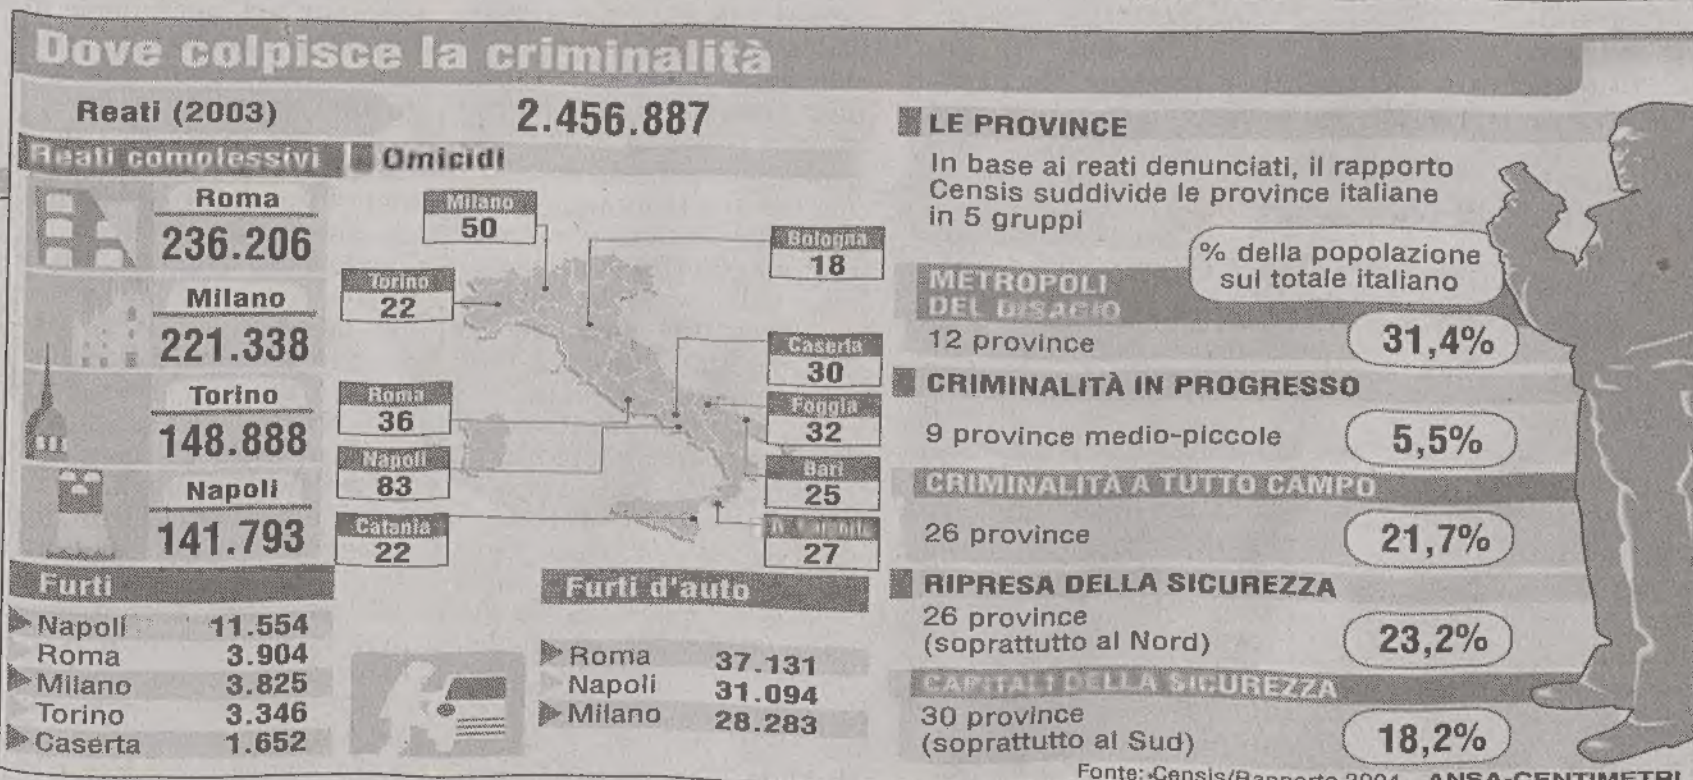 Dove colpisce la criminalità
Reati (2003)
2.456.887
Reati complessivi
Roma
236.206
Milano
221.338
Torino
148.888
Napoli
141.793
Omicidi
Milano
50
Torino
22
Roma
36
Napoli
83
Catania
22
Bologna
18
Caserta
30
Foggia
32
Bari
25
27
Furti
Napoli 11.554
Roma 3.904
Milano 3.825
Torino 3.346
Caserta 1.652
Furti d'auto
Roma 37.131
Napoli 31.094
Milano 28.283
LE PROVINCE
In base ai reati denunciati, il rapporto
Censis suddivide le province italiane
in 5 gruppi
% della popolazione
sul totale italiano
METROPOLI
DEL DISAGIO
12 province 31,4%
CRIMINALITÀ IN PROGRESSO
9 province medio-piccole 5,5%
CRIMINALITÀ A TUTTO CAMPO
26 province 21,7%
RIPRESA DELLA SICUREZZA
26 province
(soprattutto al Nord) 23,2%
CAPITALI DELLA SICUREZZA
30 province
(soprattutto al Sud) 18,2%
Fonte: Censis/Rapporto 2004 ANSA-CENTIMETRI